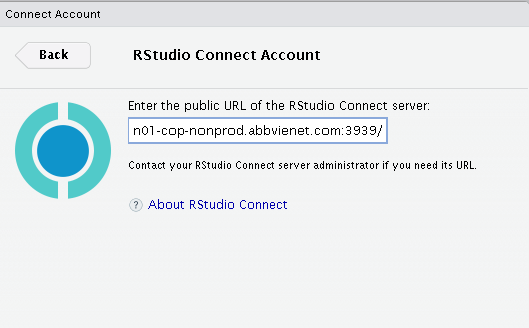 Connect Account
Back
RStudio Connect Account
Enter the public URL of the RStudio Connect server:
n01-cop-nonprod.abbvienet.com:3939/
Contact your RStudio Connect server administrator if you need its URL.
? About RStudio Connect